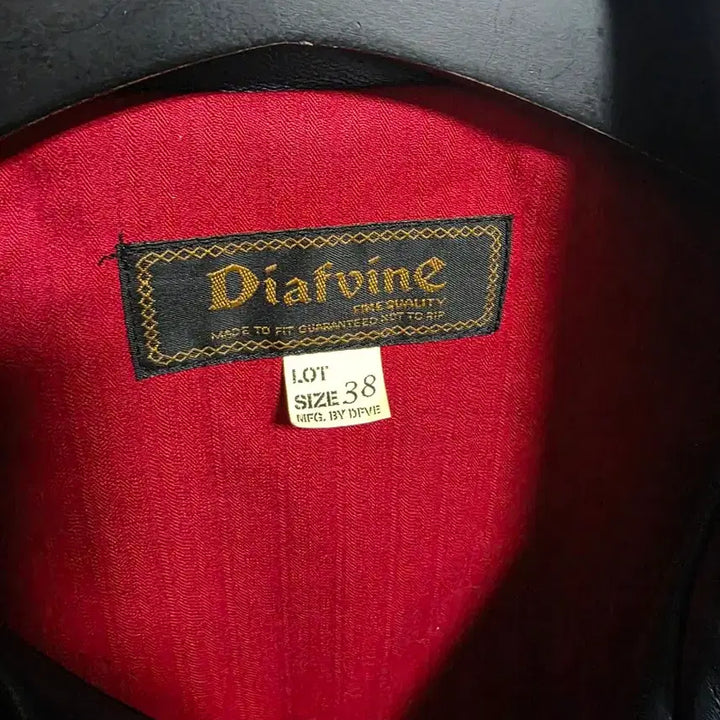 Diafvine
FINE QUALITY
MADE TO FIT GUARANTEED NOT TO RIP
LOT
SIZE 38
MFG. BY DFVE